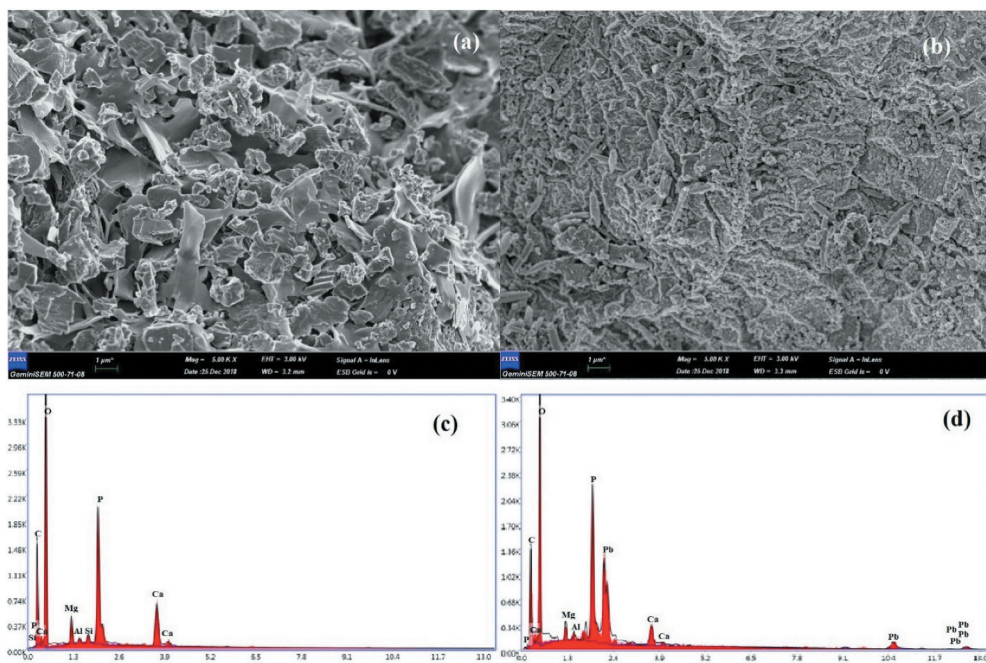 (a)
(b)
ZEISS
1 µm*
Mag = 5.00 K X
EHT = 3.00 kV
Signal A = InLens
Date :25 Dec 2018
WD = 3.2 mm
ESB Grid is = 0 V
GeminiSEM 500-71-08
ZEISS
1 µm*
Mag = 5.00 K X
EHT = 3.00 kV
Signal A = InLens
Date :25 Dec 2018
WD = 3.3 mm
ESB Grid is = 0 V
GeminiSEM 500-71-08
(c)
3.33K
2.96K
2.59K
2.22K
1.85K
1.48K
1.11K
0.74K
0.37K
0.00K
O
C
P
Si
Ca
Mg
Al
Si
P
Ca
Ca
0.0
1.3
2.6
3.9
5.2
6.5
7.8
9.1
10.4
11.7
13.0
(d)
3.40K
3.06K
2.72K
2.38K
2.04K
1.70K
1.36K
1.02K
0.68K
0.34K
0.00K
O
C
P
Ca
Mg
Al
P
Pb
Ca
Ca
Pb
Pb
Pb
Pb
Pb
0.0
1.3
2.6
3.9
5.2
6.5
7.8
9.1
10.4
11.7
13.0